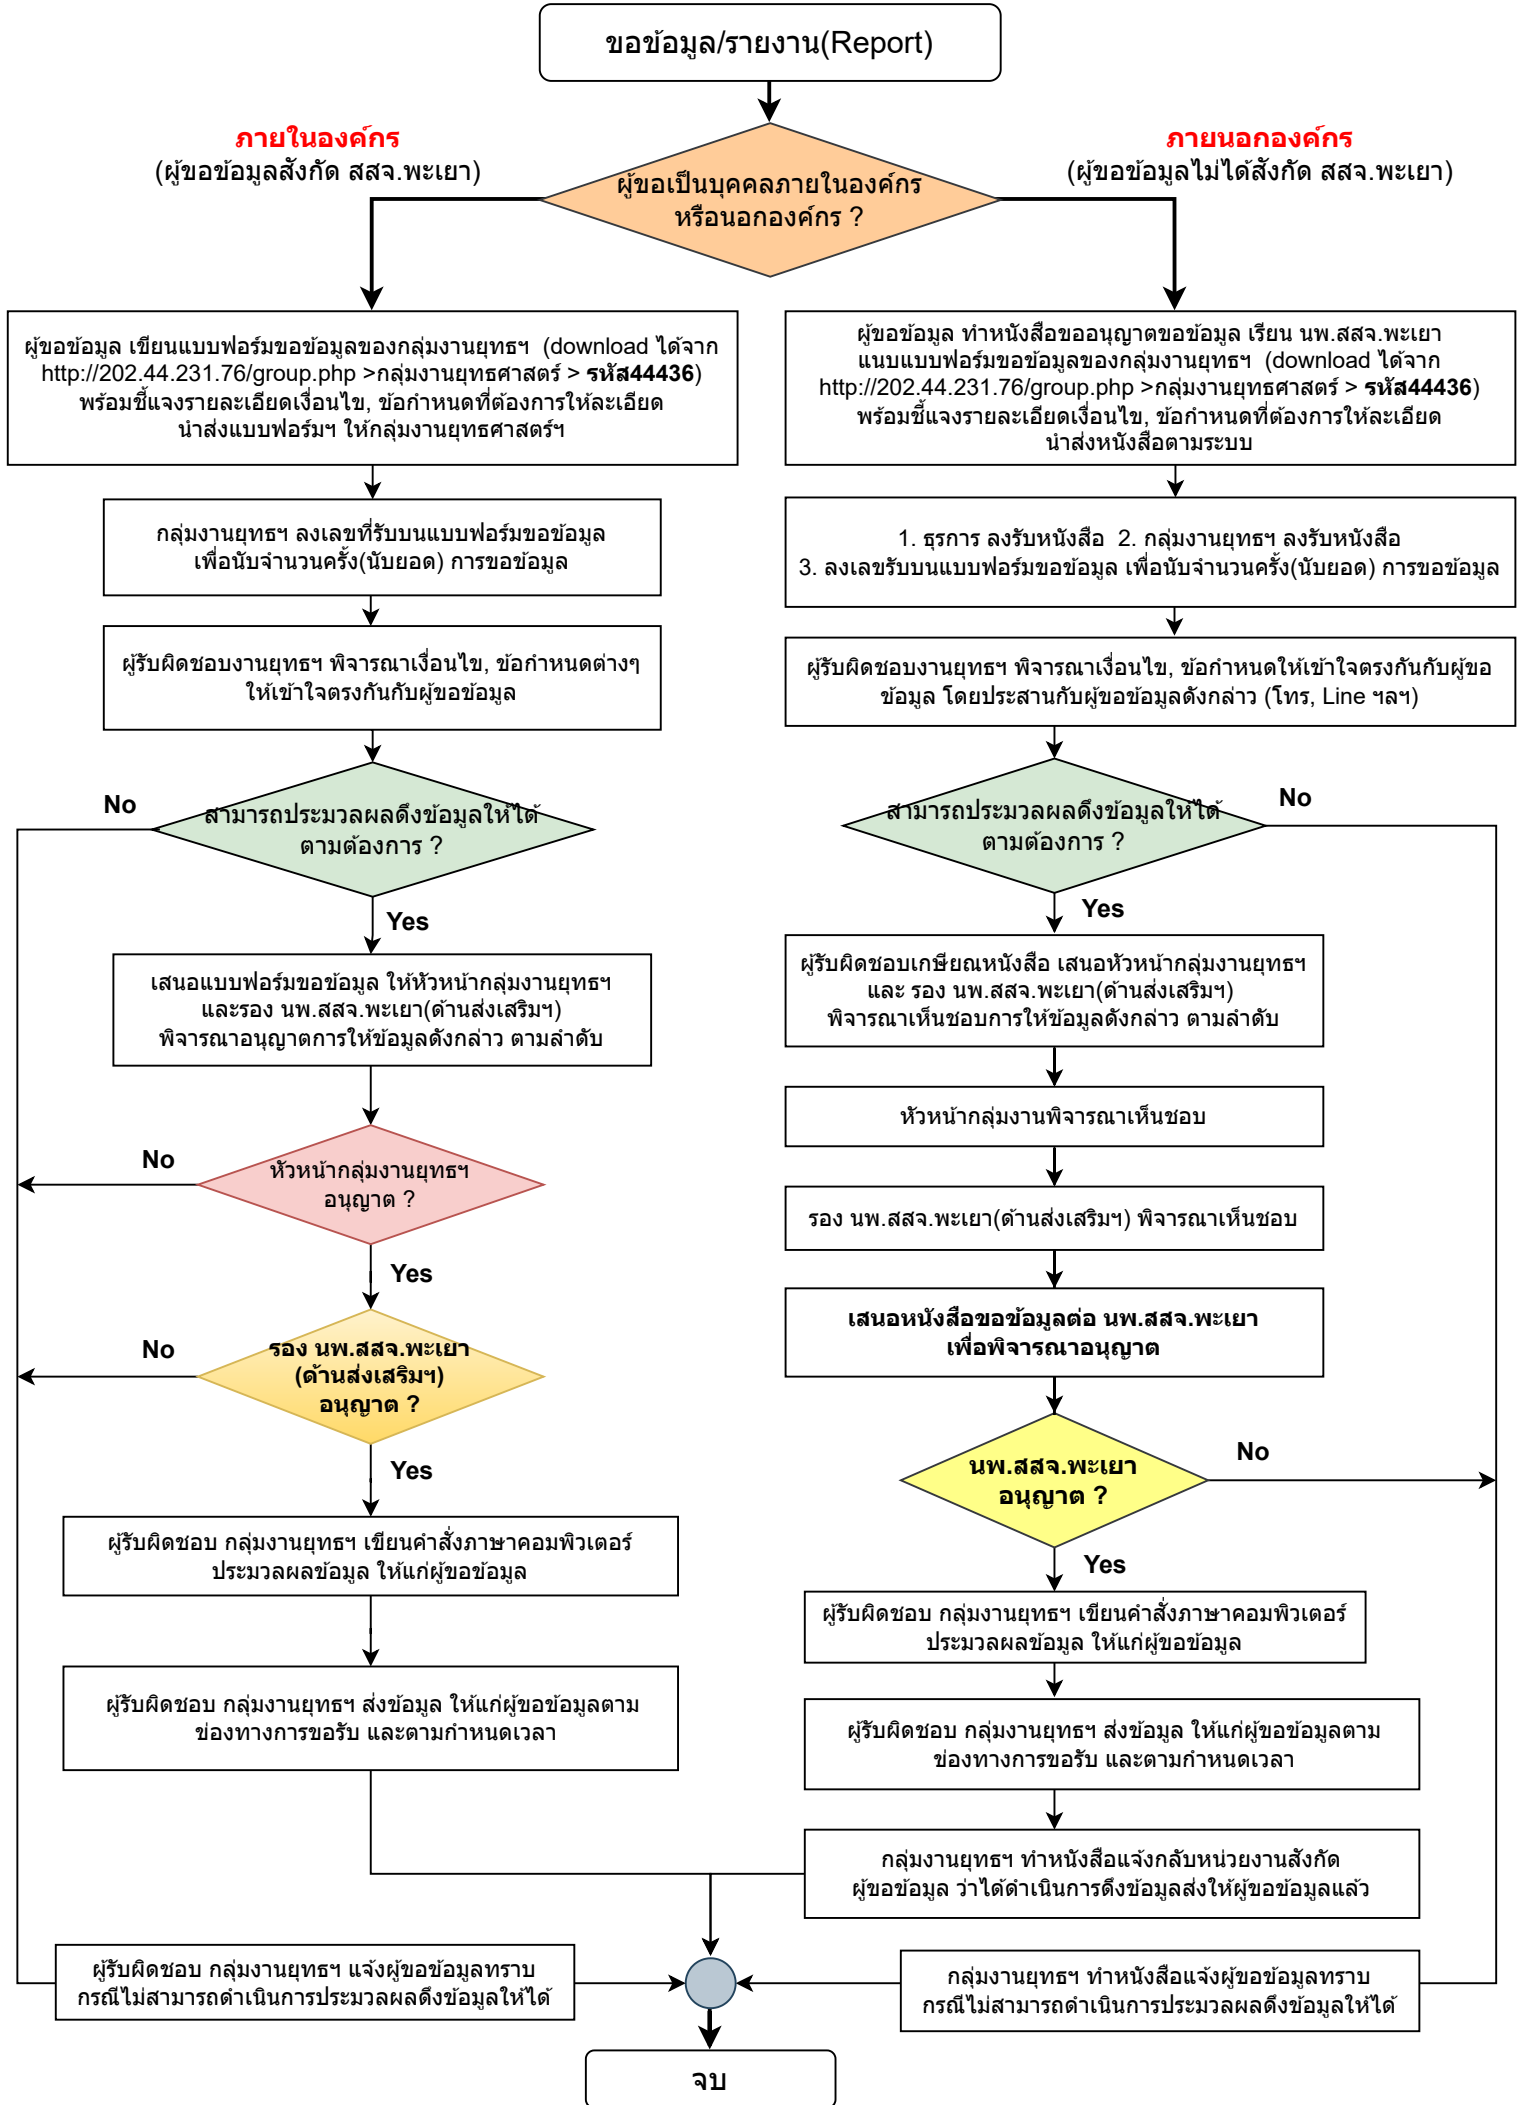 ขอข้อมูล/รายงาน(Report)
ภายในองค์กร
(ผู้ขอข้อมูลสังกัด สสจ.พะเยา)
ภายนอกองค์กร
(ผู้ขอข้อมูลไม่ได้สังกัด สสจ.พะเยา)
ผู้ขอเป็นบุคคลภายในองค์กร
หรือนอกองค์กร ?
ผู้ขอข้อมูล เขียนแบบฟอร์มขอข้อมูลของกลุ่มงานยุทธฯ (download ได้จาก
http://202.44.231.76/group.php >กลุ่มงานยุทธศาสตร์ > รหัส44436)
พร้อมชี้แจงรายละเอียดเงื่อนไข, ข้อกำหนดที่ต้องการให้ละเอียด
นำส่งแบบฟอร์มฯ ให้กลุ่มงานยุทธศาสตร์ฯ
กลุ่มงานยุทธฯ ลงเลขที่รับบนแบบฟอร์มขอข้อมูล
เพื่อนับจำนวนครั้ง(นับยอด) การขอข้อมูล
ผู้รับผิดชอบงานยุทธฯ พิจารณาเงื่อนไข, ข้อกำหนดต่างๆ
ให้เข้าใจตรงกันกับผู้ขอข้อมูล
No
สามารถประมวลผลดึงข้อมูลให้ได้
ตามต้องการ ?
Yes
เสนอแบบฟอร์มขอข้อมูล ให้หัวหน้ากลุ่มงานยุทธฯ
และรอง นพ.สสจ.พะเยา(ด้านส่งเสริมฯ)
พิจารณาอนุญาตการให้ข้อมูลดังกล่าว ตามลำดับ
No
หัวหน้ากลุ่มงานยุทธฯ
อนุญาต ?
Yes
No
รอง นพ.สสจ.พะเยา
(ด้านส่งเสริมฯ)
อนุญาต ?
Yes
ผู้รับผิดชอบ กลุ่มงานยุทธฯ เขียนคำสั่งภาษาคอมพิวเตอร์
ประมวลผลข้อมูล ให้แก่ผู้ขอข้อมูล
ผู้รับผิดชอบ กลุ่มงานยุทธฯ ส่งข้อมูล ให้แก่ผู้ขอข้อมูลตาม
ช่องทางการขอรับ และตามกำหนดเวลา
ผู้รับผิดชอบ กลุ่มงานยุทธฯ แจ้งผู้ขอข้อมูลทราบ
กรณีไม่สามารถดำเนินการประมวลผลดึงข้อมูลให้ได้
ผู้ขอข้อมูล ทำหนังสือขออนุญาตขอข้อมูล เรียน นพ.สสจ.พะเยา
แนบแบบฟอร์มขอข้อมูลของกลุ่มงานยุทธฯ (download ได้จาก
http://202.44.231.76/group.php >กลุ่มงานยุทธศาสตร์ > รหัส44436)
พร้อมชี้แจงรายละเอียดเงื่อนไข, ข้อกำหนดที่ต้องการให้ละเอียด
นำส่งหนังสือตามระบบ
1. ธุรการ ลงรับหนังสือ 2. กลุ่มงานยุทธฯ ลงรับหนังสือ
3. ลงเลขรับบนแบบฟอร์มขอข้อมูล เพื่อนับจำนวนครั้ง(นับยอด) การขอข้อมูล
ผู้รับผิดชอบงานยุทธฯ พิจารณาเงื่อนไข, ข้อกำหนดให้เข้าใจตรงกันกับผู้ขอ
ข้อมูล โดยประสานกับผู้ขอข้อมูลดังกล่าว (โทร, Line ฯลฯ)
สามารถประมวลผลดึงข้อมูลให้ได้
ตามต้องการ ?
No
Yes
ผู้รับผิดชอบเกษียณหนังสือ เสนอหัวหน้ากลุ่มงานยุทธฯ
และ รอง นพ.สสจ.พะเยา(ด้านส่งเสริมฯ)
พิจารณาเห็นชอบการให้ข้อมูลดังกล่าว ตามลำดับ
หัวหน้ากลุ่มงานพิจารณาเห็นชอบ
รอง นพ.สสจ.พะเยา(ด้านส่งเสริมฯ) พิจารณาเห็นชอบ
เสนอหนังสือขอข้อมูลต่อ นพ.สสจ.พะเยา
เพื่อพิจารณาอนุญาต
นพ.สสจ.พะเยา
อนุญาต ?
No
Yes
ผู้รับผิดชอบ กลุ่มงานยุทธฯ เขียนคำสั่งภาษาคอมพิวเตอร์
ประมวลผลข้อมูล ให้แก่ผู้ขอข้อมูล
ผู้รับผิดชอบ กลุ่มงานยุทธฯ ส่งข้อมูล ให้แก่ผู้ขอข้อมูลตาม
ช่องทางการขอรับ และตามกำหนดเวลา
กลุ่มงานยุทธฯ ทำหนังสือแจ้งกลับหน่วยงานสังกัด
ผู้ขอข้อมูล ว่าได้ดำเนินการดึงข้อมูลส่งให้ผู้ขอข้อมูลแล้ว
กลุ่มงานยุทธฯ ทำหนังสือแจ้งผู้ขอข้อมูลทราบ
กรณีไม่สามารถดำเนินการประมวลผลดึงข้อมูลให้ได้
จบ